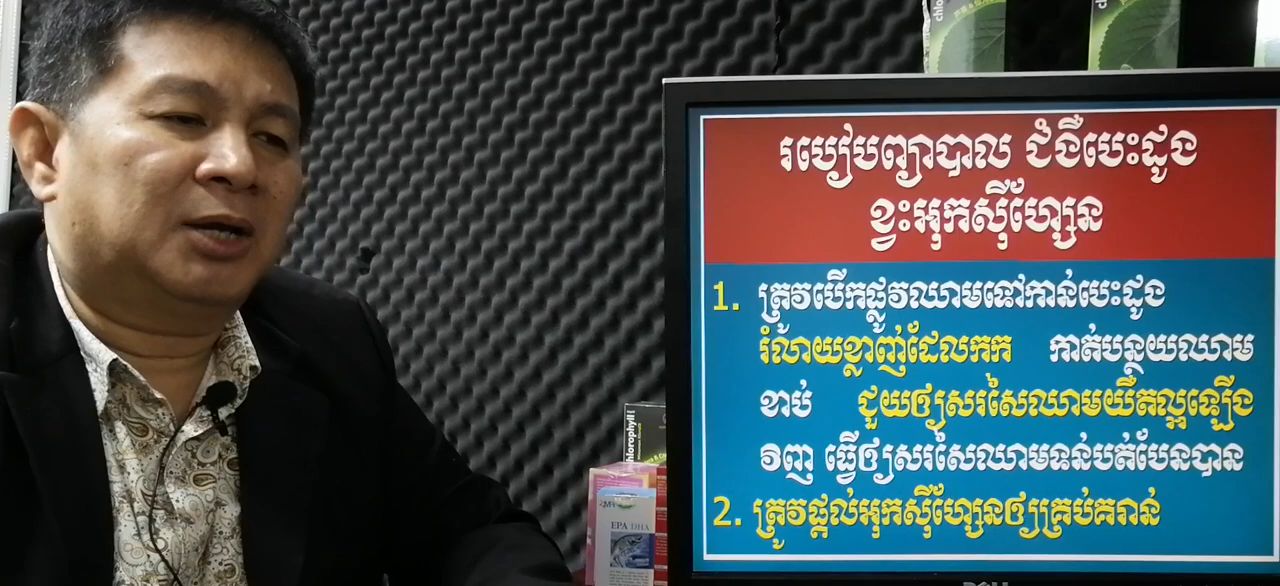 របៀបព្យាបាល ជំងឺបេះដូង
ខ្វះអុកស៊ីហ្សែន
1. ត្រូវបើកផ្លូវឈាមទៅកាន់បេះដូង
រំលាយខ្លាញ់ដែលកក កាត់បន្ថយឈាម
ខាប់ ជួយឲ្យសរសៃឈាមយឺតល្អឡើង
វិញ ធ្វើឲ្យសរសៃឈាមទន់បត់បែនបាន
2. ត្រូវផ្តល់អុកស៊ីហ្សែនឲ្យគ្រប់គរាន់
chlorophyll
EPA DHA